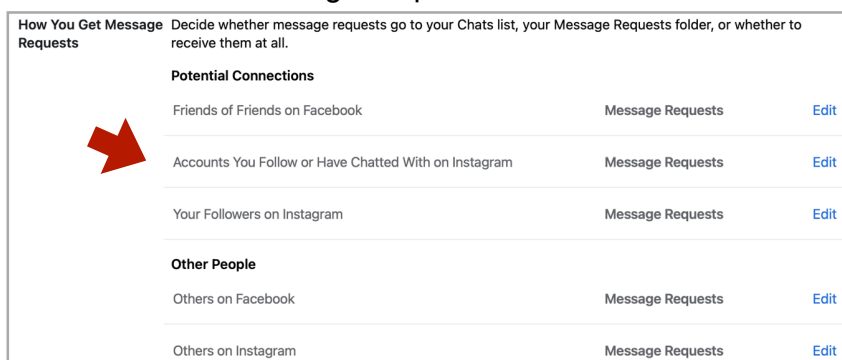 How You Get Message Requests
Decide whether message requests go to your Chats list, your Message Requests folder, or whether to
receive them at all.
Potential Connections
Friends of Friends on Facebook Message Requests Edit
Accounts You Follow or Have Chatted With on Instagram Message Requests Edit
Your Followers on Instagram Message Requests Edit
Other People
Others on Facebook Message Requests Edit
Others on Instagram Message Requests Edit